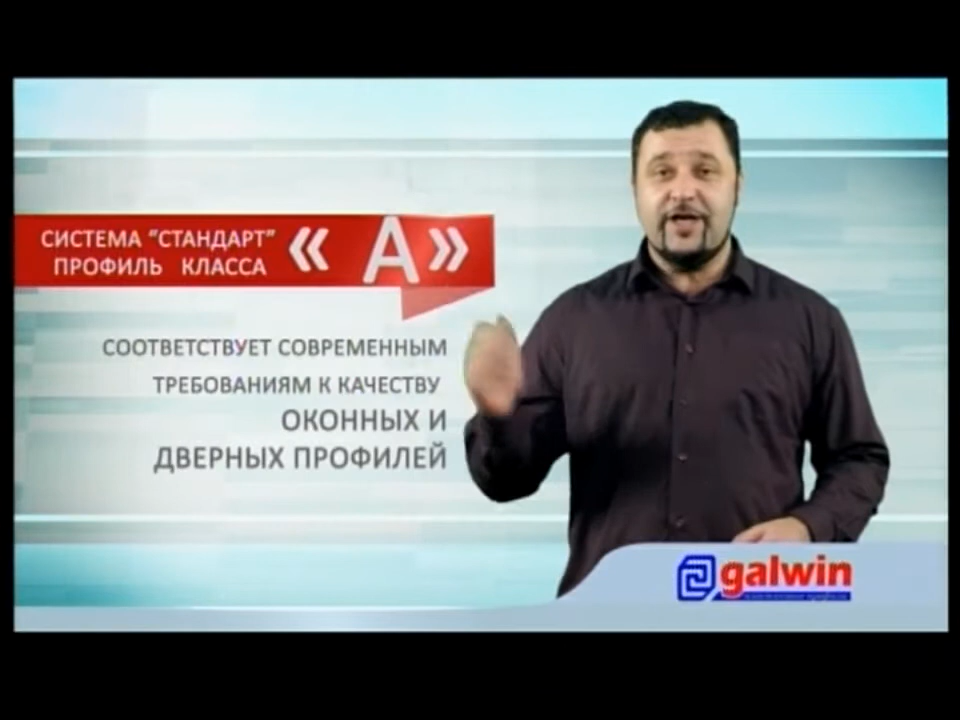 СИСТЕМА "СТАНДАРТ"
ПРОФИЛЬ КЛАССА
« А»
СООТВЕТСТВУЕТ СОВРЕМЕННЫМ
ТРЕБОВАНИЯМ К КАЧЕСТВУ
ОКОННЫХ И
ДВЕРНЫХ ПРОФИЛЕЙ
galwin